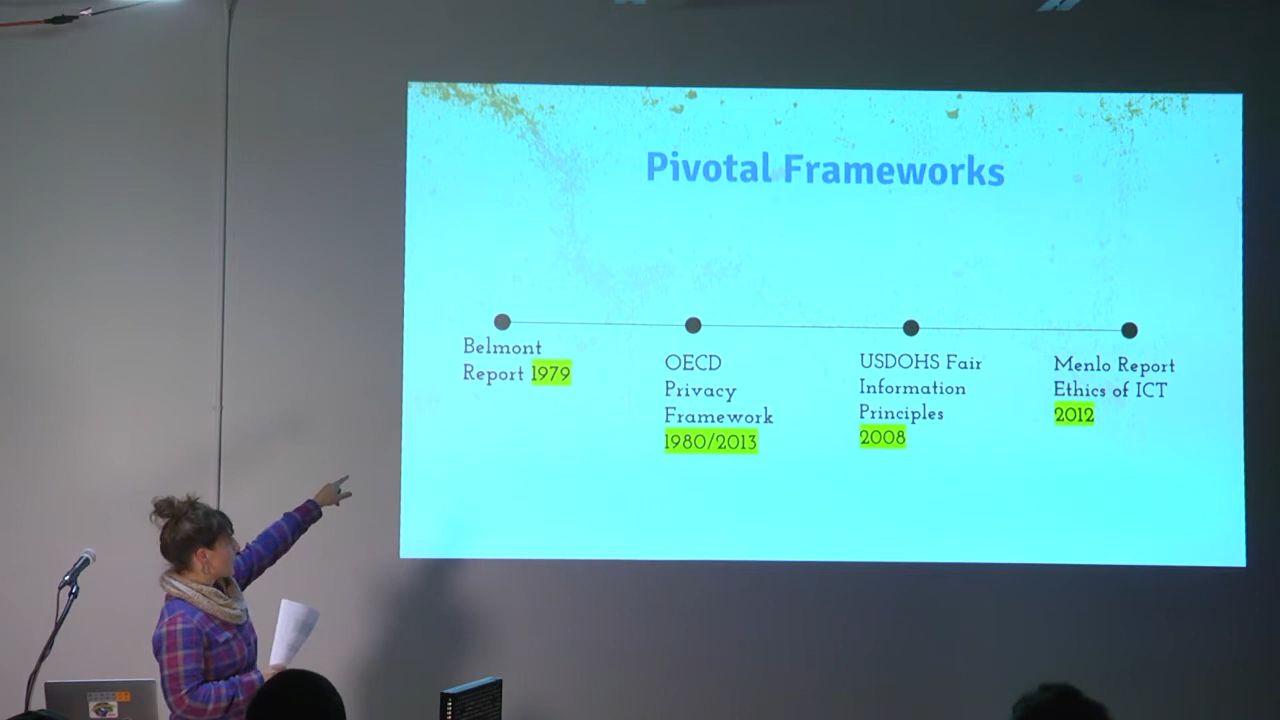 Pivotal Frameworks
Belmont
Report 1979
OECD
Privacy
Framework
1980/2013
USDOHS Fair
Information
Principles
2008
Menlo Report
Ethics of ICT
2012